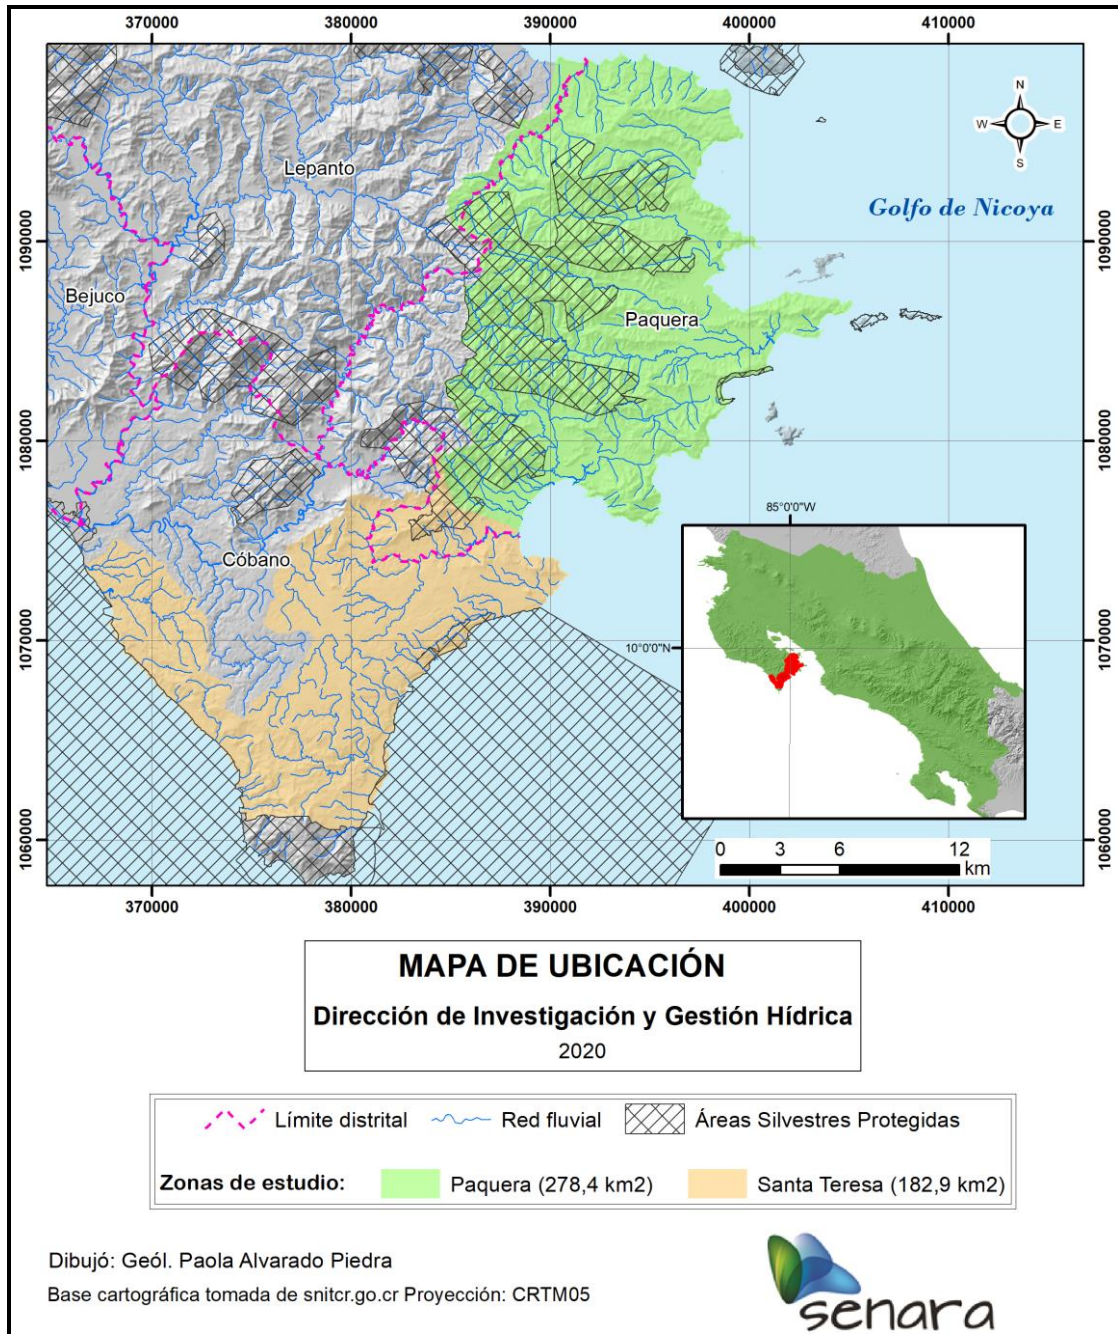 370000 380000 390000 400000 410000
N
W E
S
Lepanto
Golfo de Nicoya
1090000 1090000
Bejuco
Paquera
1080000 1080000
85°0'0"W
Cóbano
10°0'0"N
1070000 1070000
1060000 1060000
0 3 6 12
km
370000 380000 390000 400000 410000
MAPA DE UBICACIÓN
Dirección de Investigación y Gestión Hídrica
2020
Límite distrital Red fluvial Áreas Silvestres Protegidas
Zonas de estudio: Paquera (278,4 km2) Santa Teresa (182,9 km2)
Dibujó: Geól. Paola Alvarado Piedra
Base cartográfica tomada de snitcr.go.cr Proyección: CRTM05
senara